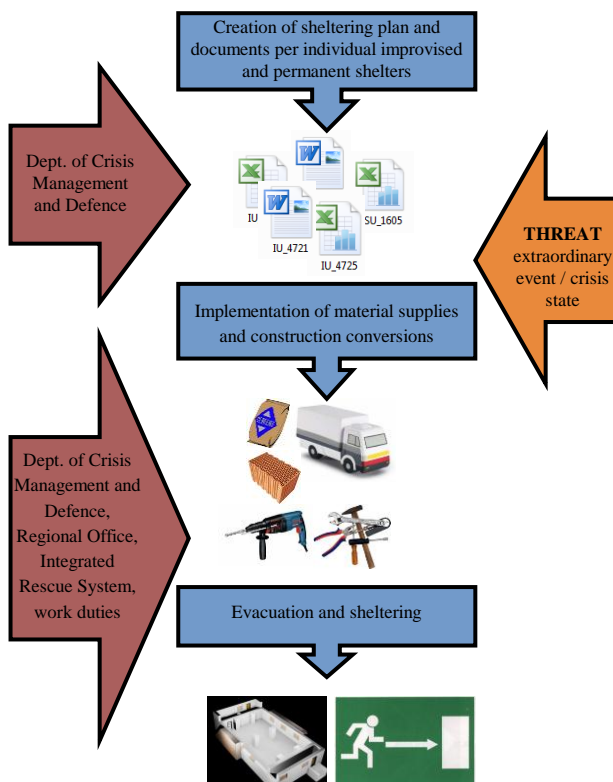 Creation of sheltering plan and
documents per individual improvised
and permanent shelters
Dept. of Crisis
Management
and Defence
IU
SU_1605
IU_4721
IU_4725
THREAT
extraordinary
event / crisis
state
Implementation of material supplies
and construction conversions
Dept. of Crisis
Management and
Defence,
Regional Office,
Integrated
Rescue System,
work duties
Evacuation and sheltering